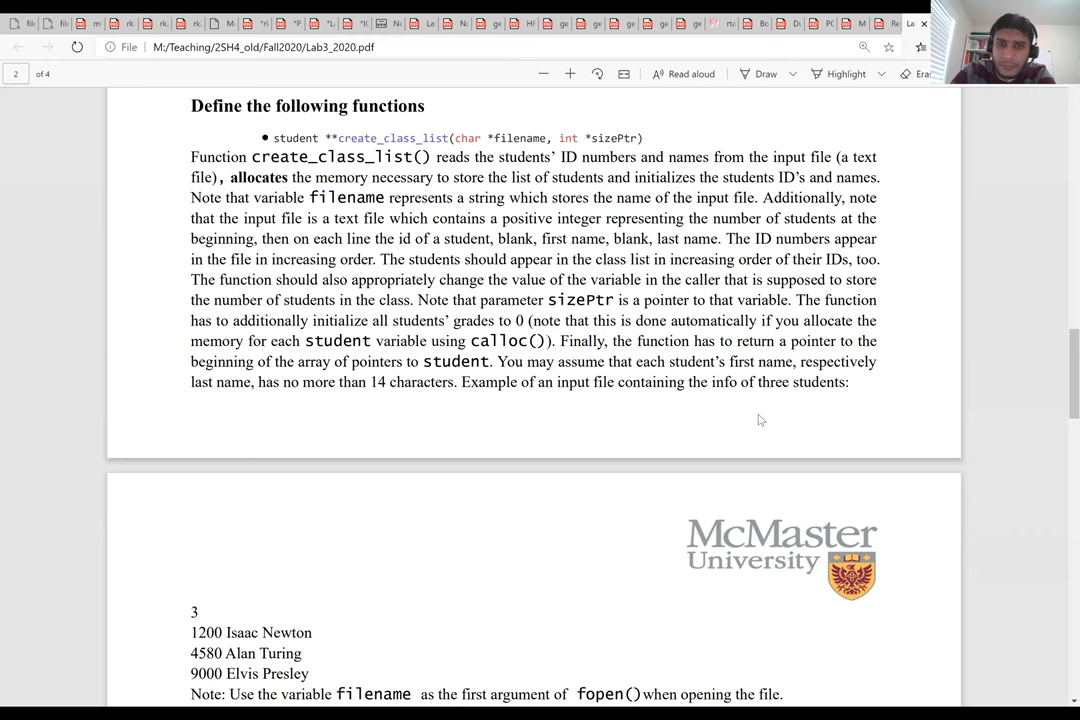 File M:/Teaching/2SH4_old/Fall2020/Lab3_2020.pdf
2 of 4 Read aloud Draw Highlight
Define the following functions
• student **create_class_list(char *filename, int *sizePtr)
Function create_class_list() reads the students' ID numbers and names from the input file (a text
file), allocates the memory necessary to store the list of students and initializes the students ID's and names.
Note that variable filename represents a string which stores the name of the input file. Additionally, note
that the input file is a text file which contains a positive integer representing the number of students at the
beginning, then on each line the id of a student, blank, first name, blank, last name. The ID numbers appear
in the file in increasing order. The students should appear in the class list in increasing order of their IDs, too.
The function should also appropriately change the value of the variable in the caller that is supposed to store
the number of students in the class. Note that parameter sizePtr is a pointer to that variable. The function
has to additionally initialize all students' grades to 0 (note that this is done automatically if you allocate the
memory for each student variable using calloc()). Finally, the function has to return a pointer to the
beginning of the array of pointers to student. You may assume that each student's first name, respectively
last name, has no more than 14 characters. Example of an input file containing the info of three students:
McMaster
University
3
1200 Isaac Newton
4580 Alan Turing
9000 Elvis Presley
Note: Use the variable filename as the first argument of fopen() when opening the file.